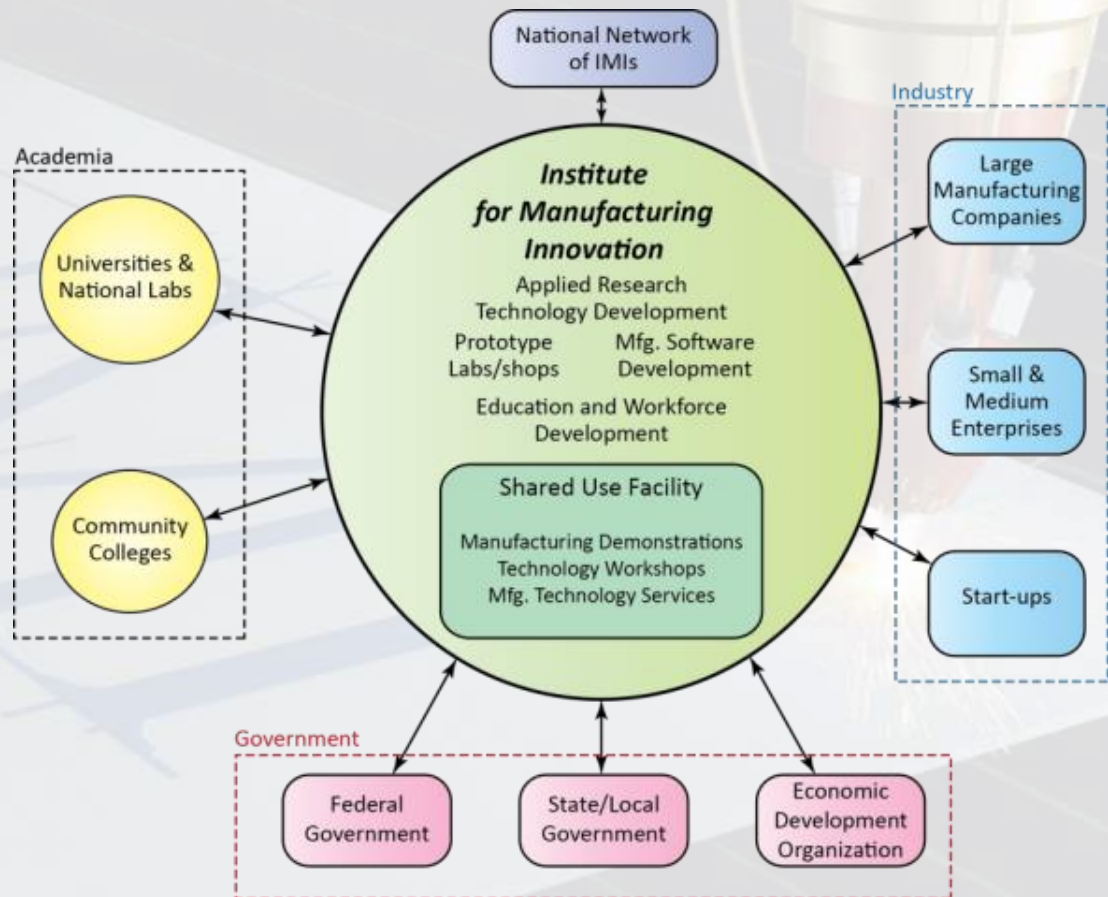 National Network
of IMIs
Industry
Academia
Large
Manufacturing
Companies
Institute
for Manufacturing
Innovation
Universities &
National Labs
Applied Research
Technology Development
Prototype
Labs/shops
Mfg. Software
Development
Small &
Medium
Enterprises
Education and Workforce
Development
Shared Use Facility
Manufacturing Demonstrations
Technology Workshops
Mfg. Technology Services
Community
Colleges
Start-ups
Government
Federal
Government
State/Local
Government
Economic
Development
Organization